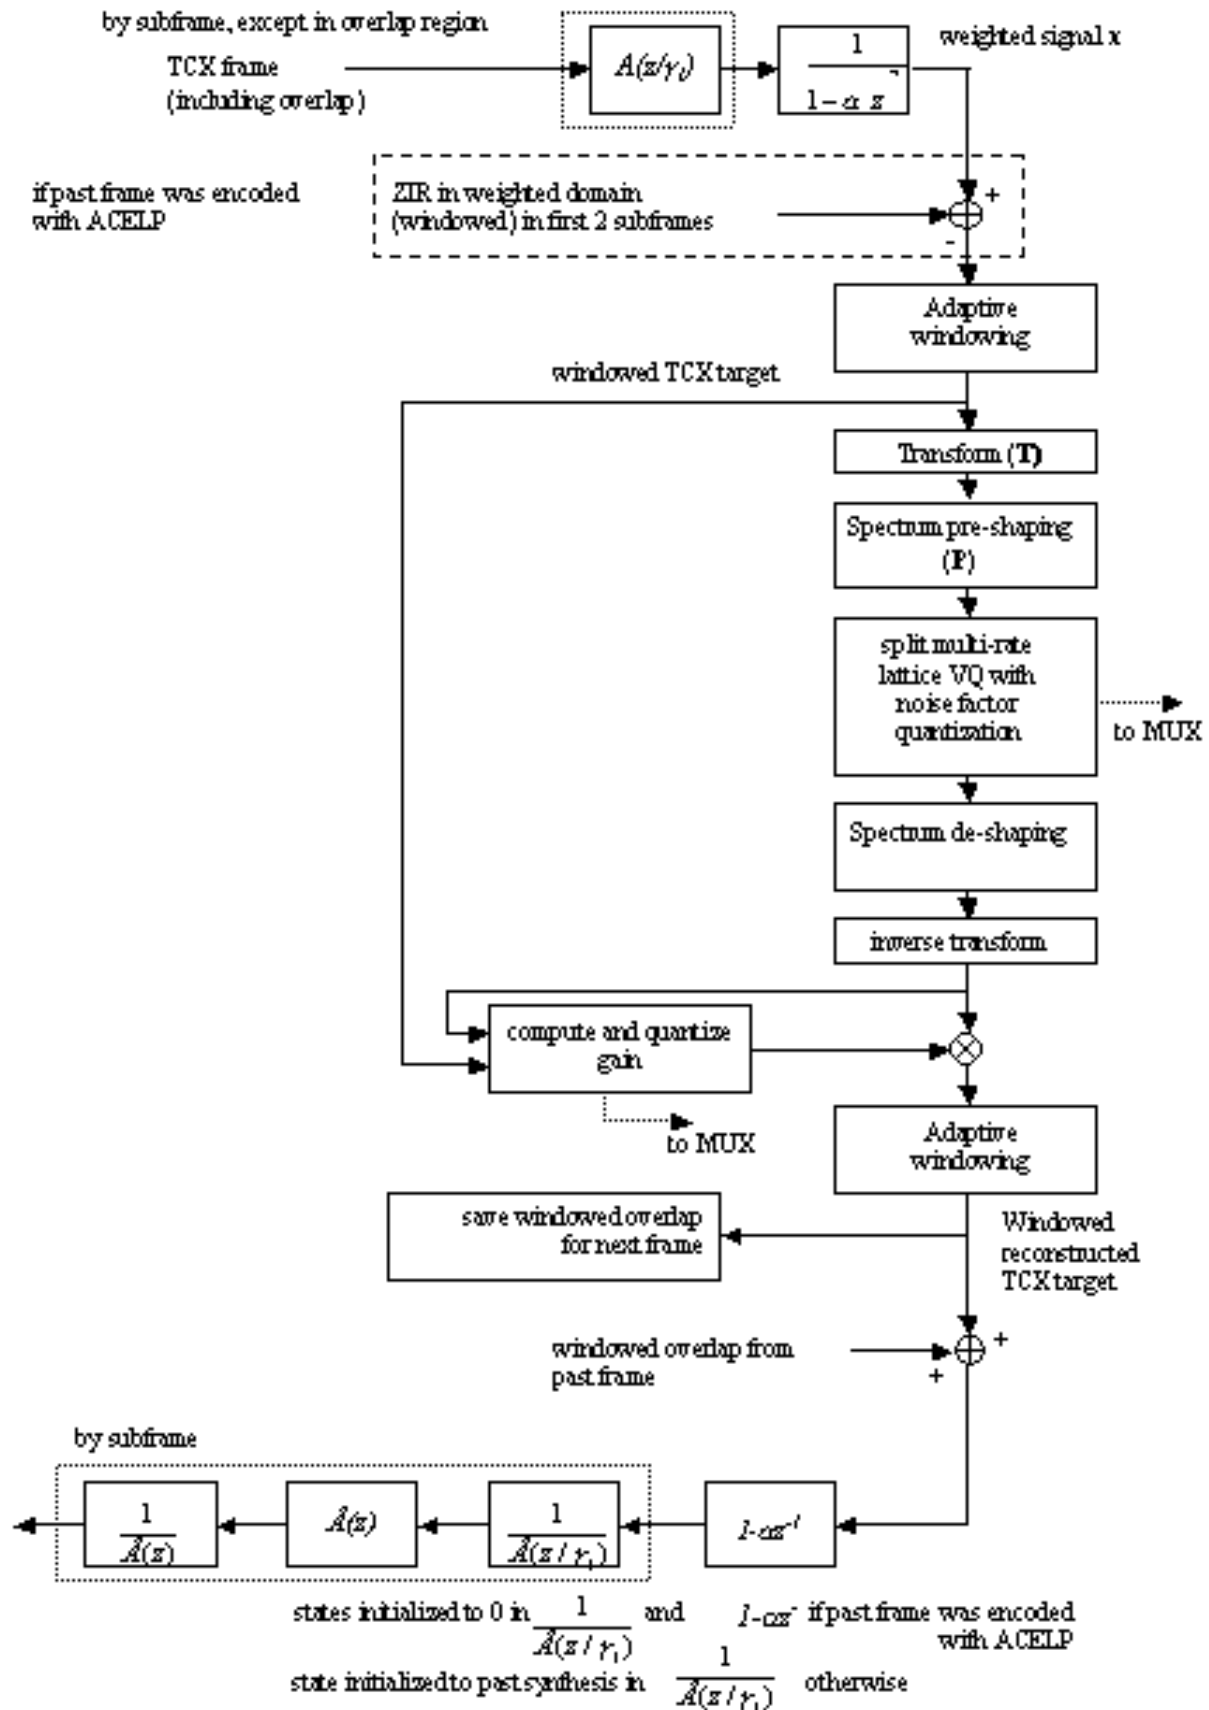 by subframe, except in overlap region
TCX frame
(including overlap)
A(z/γ₁)
1
1 – α z⁻
weighted signal x
if past frame was encoded
with ACELP
ZIR in weighted domain
(windowed) in first 2 subframes
+
-
Adaptive
windowing
windowed TCX target
Transform (T)
Spectrum pre-shaping
(P)
split multi-rate
lattice VQ with
noise factor
quantization
to MUX
Spectrum de-shaping
inverse transform
compute and quantize
gain
to MUX
Adaptive
windowing
save windowed overlap
for next frame
Windowed
reconstructed
TCX target
windowed overlap from
past frame
+
+
by subframe
1
Â(z)
Â(z)
1
Â(z / γ₁)
1-αz⁻¹
states initialized to 0 in 1 / Â(z / γ₁) and 1-αz⁻ if past frame was encoded
with ACELP
state initialized to past synthesis in 1 / Â(z / γ₁) otherwise